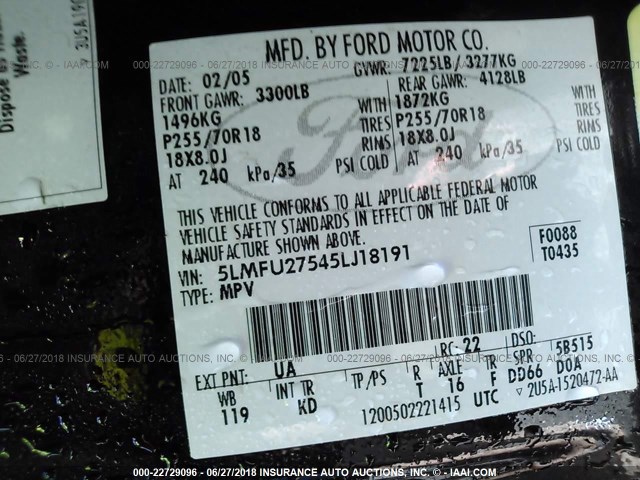 Dispose
Wash.
3U5A
MFD. BY FORD MOTOR CO.
DATE: 02/05 GVWR: 7225LB/3277KG
FRONT GAWR: 3300LB REAR GAWR: 4128LB
1496KG WITH 1872KG WITH
P255/70R18 TIRES P255/70R18 TIRES
18X8.0J RIMS 18X8.0J RIMS
AT 240 kPa/35 PSI COLD AT 240 kPa/35 PSI COLD
Ford
THIS VEHICLE CONFORMS TO ALL APPLICABLE FEDERAL MOTOR
VEHICLE SAFETY STANDARDS IN EFFECT ON THE DATE OF
MANUFACTURE SHOWN ABOVE.
VIN: 5LMFU27545LJ18191 F0088
TYPE: MPV T0435
EXT PNT: UA RC: 22 DSO:
WB INT TR TP/PS R AXLE TR SPR 5B515
119 KD T 16 F DD66 D0A
1200502221415 UTC ▽ 2U5A-1520472-AA
000-22729096 - 06/27/2018 INSURANCE AUTO AUCTIONS, INC. - © - IAAI.COM